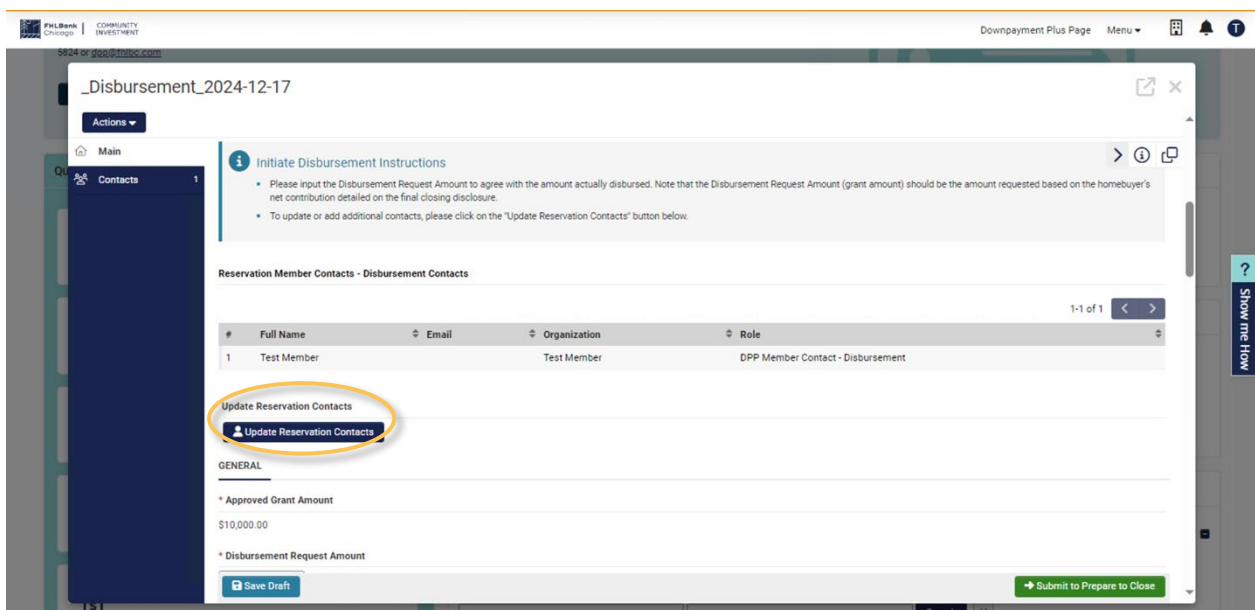 FHLBank
Chicago
COMMUNITY
INVESTMENT
Downpayment Plus Page
Menu
T
5824 or dpp@fhlbc.com
_Disbursement_2024-12-17
Actions
Main
Contacts 1
Initiate Disbursement Instructions
Please input the Disbursement Request Amount to agree with the amount actually disbursed. Note that the Disbursement Request Amount (grant amount) should be the amount requested based on the homebuyer's
net contribution detailed on the final closing disclosure.
To update or add additional contacts, please click on the "Update Reservation Contacts" button below.
Reservation Member Contacts - Disbursement Contacts
1-1 of 1
# Full Name Email Organization Role
1 Test Member Test Member DPP Member Contact - Disbursement
Update Reservation Contacts
Update Reservation Contacts
GENERAL
* Approved Grant Amount
$10,000.00
* Disbursement Request Amount
Save Draft
Submit to Prepare to Close
? Show me How